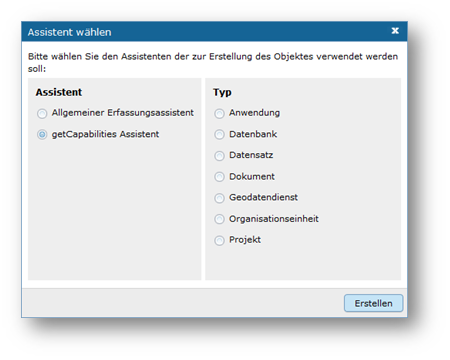 Assistent wählen
Bitte wählen Sie den Assistenten der zur Erstellung des Objektes verwendet werden
soll:
Assistent
Allgemeiner Erfassungsassistent
getCapabilities Assistent
Typ
Anwendung
Datenbank
Datensatz
Dokument
Geodatendienst
Organisationseinheit
Projekt
Erstellen